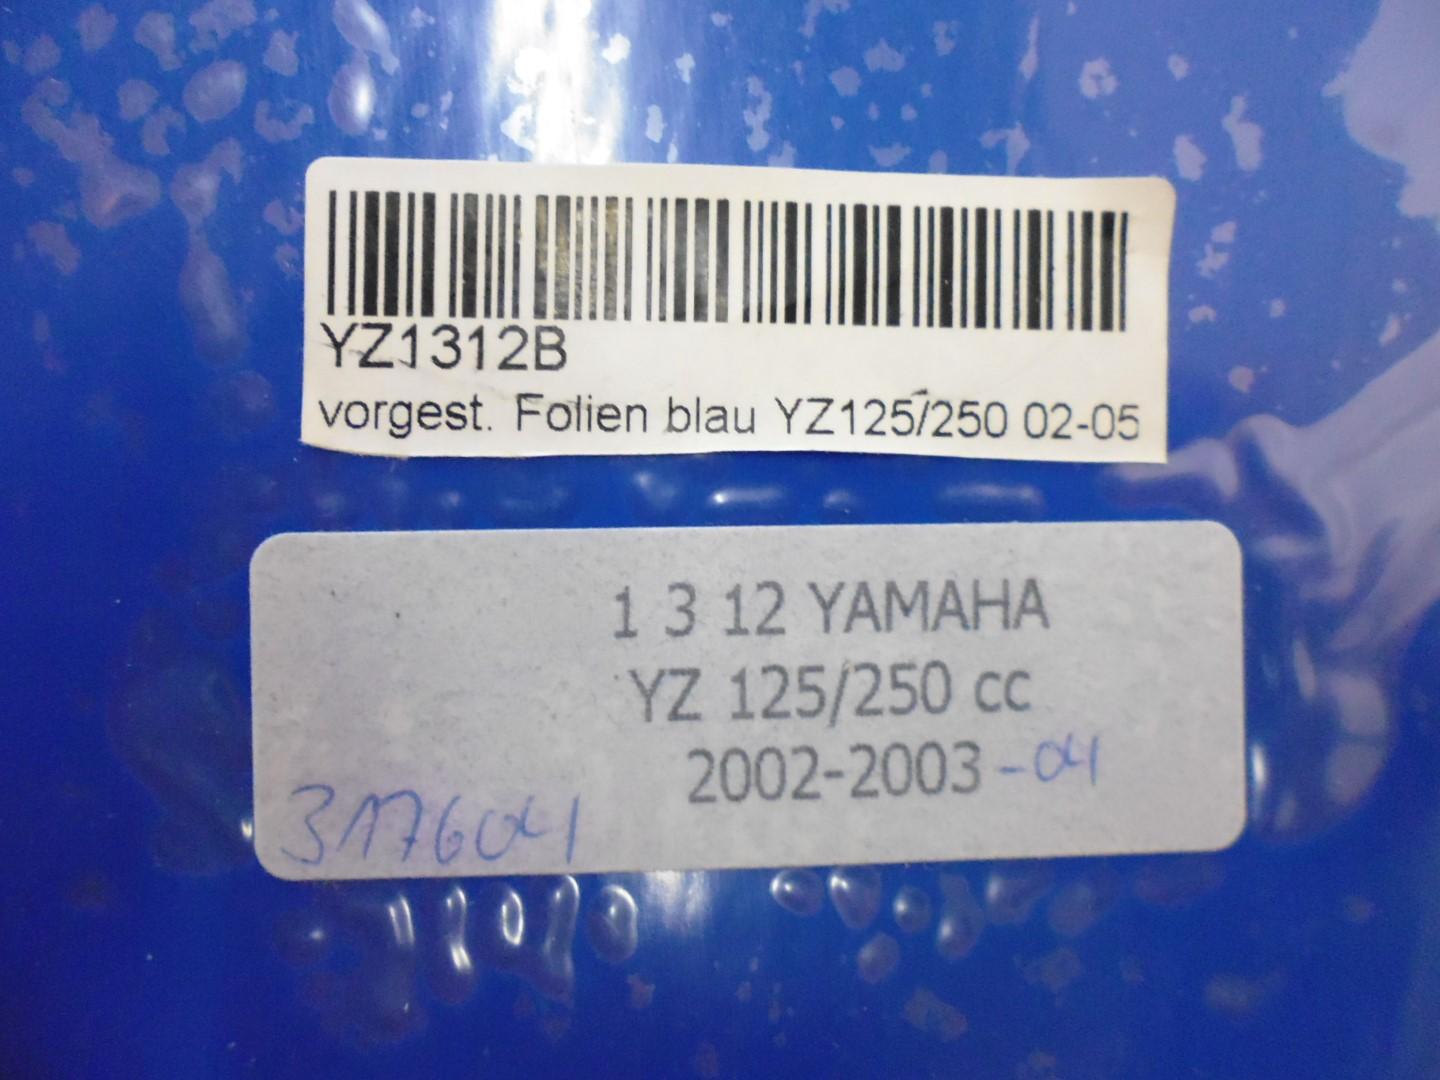 YZ1312B
vorgest. Folien blau YZ125/250 02-05
1 3 12 YAMAHA
YZ 125/250 cc
2002-2003 -04
317604